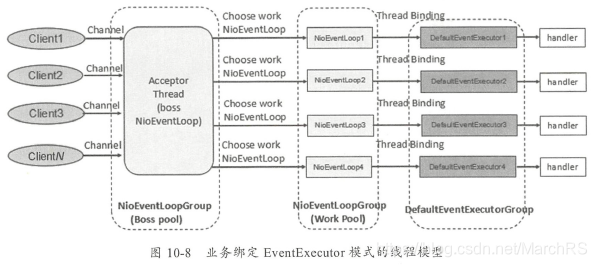 Client1
Client2
Client3
ClientN
Channel
Channel
Channel
Channel
Acceptor
Thread
(boss
NioEventLoop)
NioEventLoopGroup
(Boss pool)
Choose work
NioEventLoop
Choose work
NioEventLoop
Choose work
NioEventLoop
Choose work
NioEventLoop
NioEventLoop1
NioEventLoop2
NioEventLoop3
NioEventLoop4
NioEventLoopGroup
(Work Pool)
Thread Binding
Thread Binding
Thread Binding
Thread Binding
DefaultEventExecutor1
DefaultEventExecutor2
DefaultEventExecutor3
DefaultEventExecutor4
DefaultEventExecutorGroup
handler
handler
handler
handler
图 10-8 业务绑定 EventExecutor 模式的线程模型
csdn.net/MarchRS